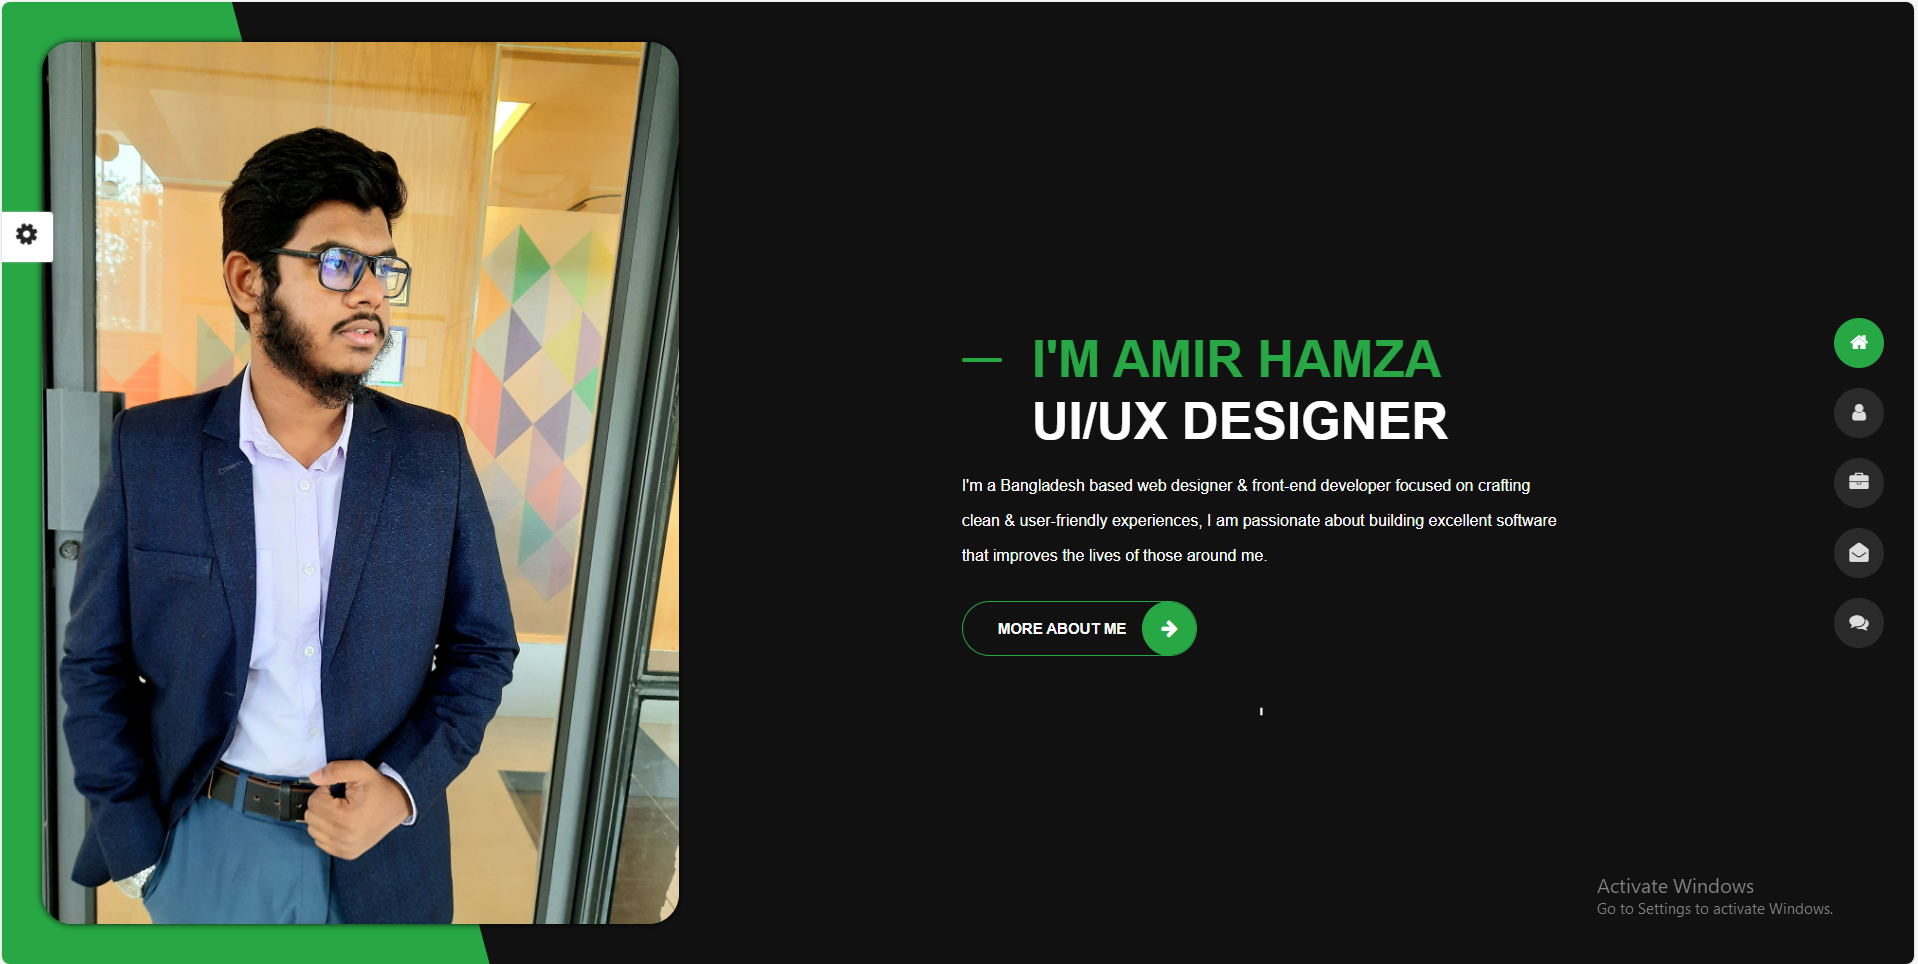 I'M AMIR HAMZA
UI/UX DESIGNER
I'm a Bangladesh based web designer & front-end developer focused on crafting
clean & user-friendly experiences, I am passionate about building excellent software
that improves the lives of those around me.
MORE ABOUT ME
Activate Windows
Go to Settings to activate Windows.